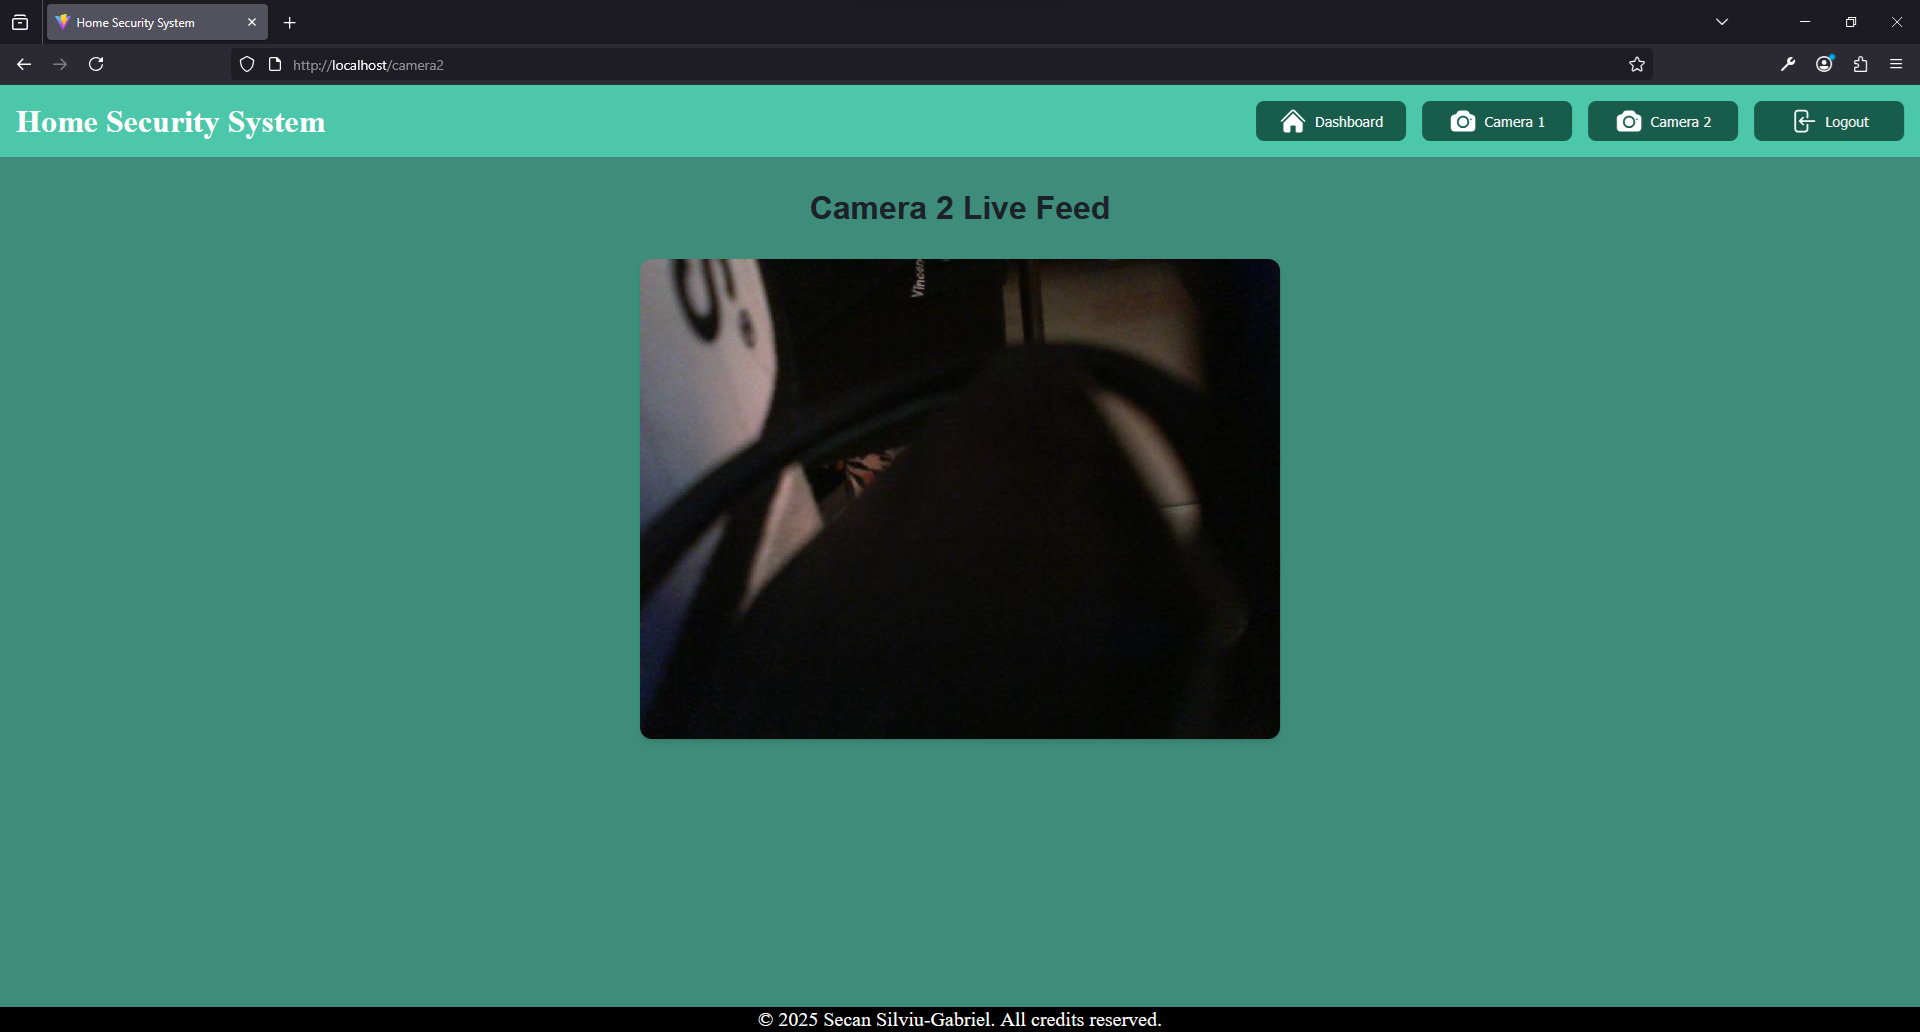 Home Security System
http://localhost/camera2
Home Security System
Dashboard
Camera 1
Camera 2
Logout
Camera 2 Live Feed
© 2025 Secan Silviu-Gabriel. All credits reserved.